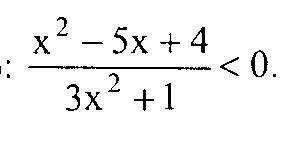 : (x² – 5x + 4)/(3x² + 1) < 0.